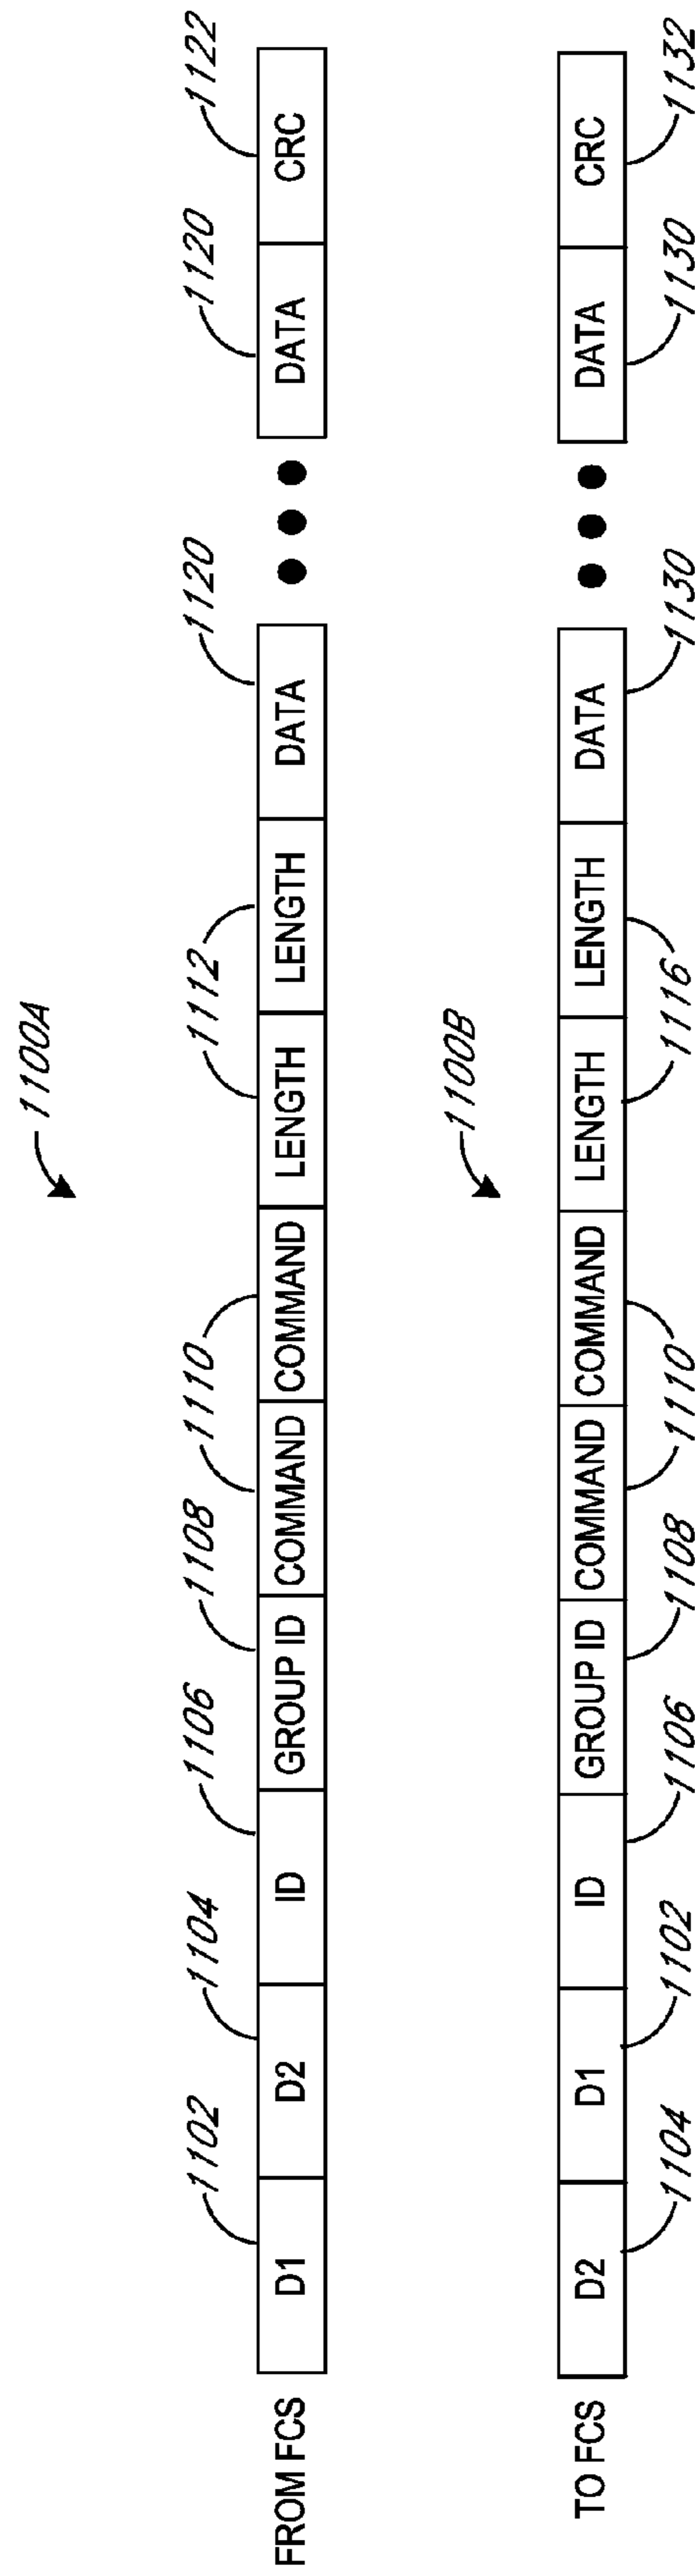 1100A
1102 1104 1106 1108 1110 1112 1120 1120 1122
FROM FCS D1 D2 ID GROUP ID COMMAND COMMAND LENGTH LENGTH DATA DATA CRC
1100B
TO FCS D2 D1 ID GROUP ID COMMAND COMMAND LENGTH LENGTH DATA DATA CRC
1104 1102 1106 1108 1110 1116 1130 1130 1132